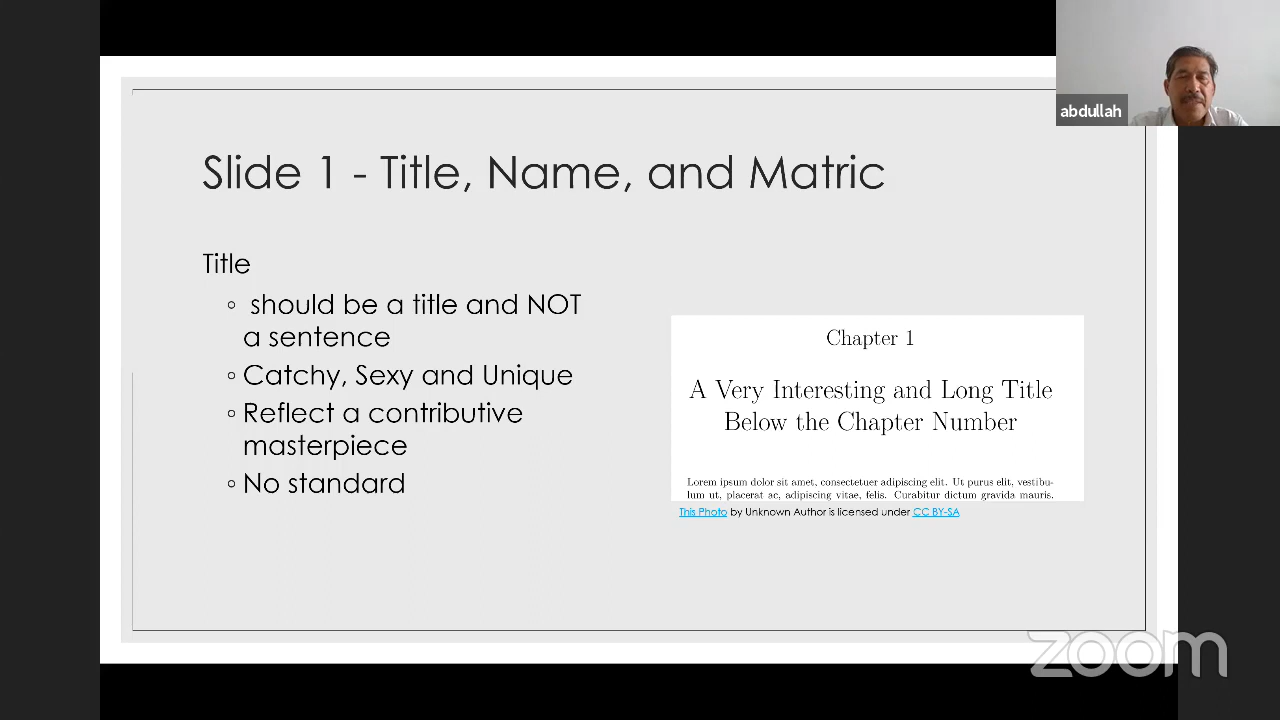 abdullah
Slide 1 - Title, Name, and Matric
Title
should be a title and NOT
a sentence
Catchy, Sexy and Unique
Reflect a contributive
masterpiece
No standard
Chapter 1
A Very Interesting and Long Title
Below the Chapter Number
Lorem ipsum dolor sit amet, consectetuer adipiscing elit. Ut purus elit, vestibu-
lum ut, placerat ac, adipiscing vitae, felis. Curabitur dictum gravida mauris.
This Photo by Unknown Author is licensed under CC BY-SA
zoom